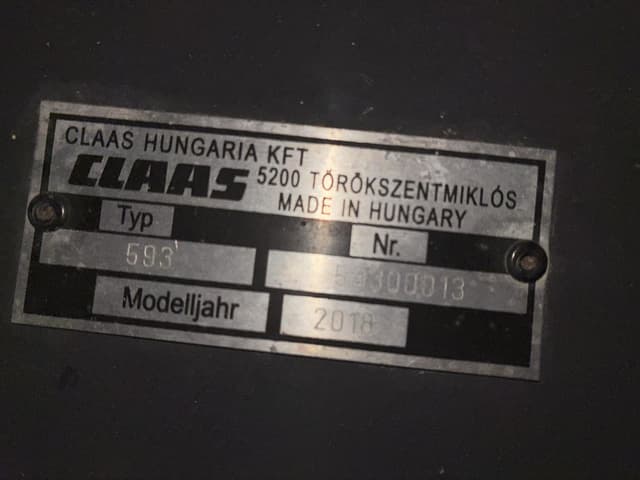 CLAAS HUNGARIA KFT
CLAAS 5200 TÖRÖKSZENTMIKLÓS
MADE IN HUNGARY
Typ Nr.
593
Modelljahr 2018